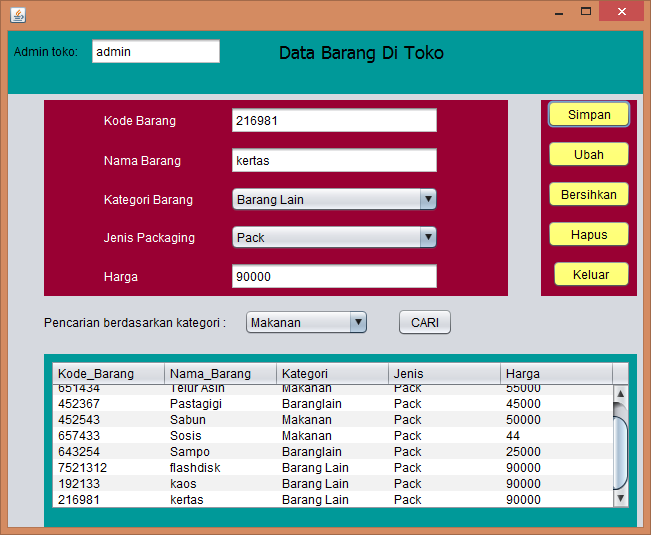 Admin toko: admin Data Barang Di Toko
Kode Barang 216981 Simpan
Nama Barang kertas Ubah
Kategori Barang Barang Lain Bersihkan
Jenis Packaging Pack Hapus
Harga 90000 Keluar
Pencarian berdasarkan kategori : Makanan CARI
Kode_Barang Nama_Barang Kategori Jenis Harga
651434 Telur Asin Makanan Pack 55000
452367 Pastagigi Baranglain Pack 45000
452543 Sabun Makanan Pack 50000
657433 Sosis Makanan Pack 44
643254 Sampo Baranglain Pack 25000
7521312 flashdisk Barang Lain Pack 90000
192133 kaos Barang Lain Pack 90000
216981 kertas Barang Lain Pack 90000